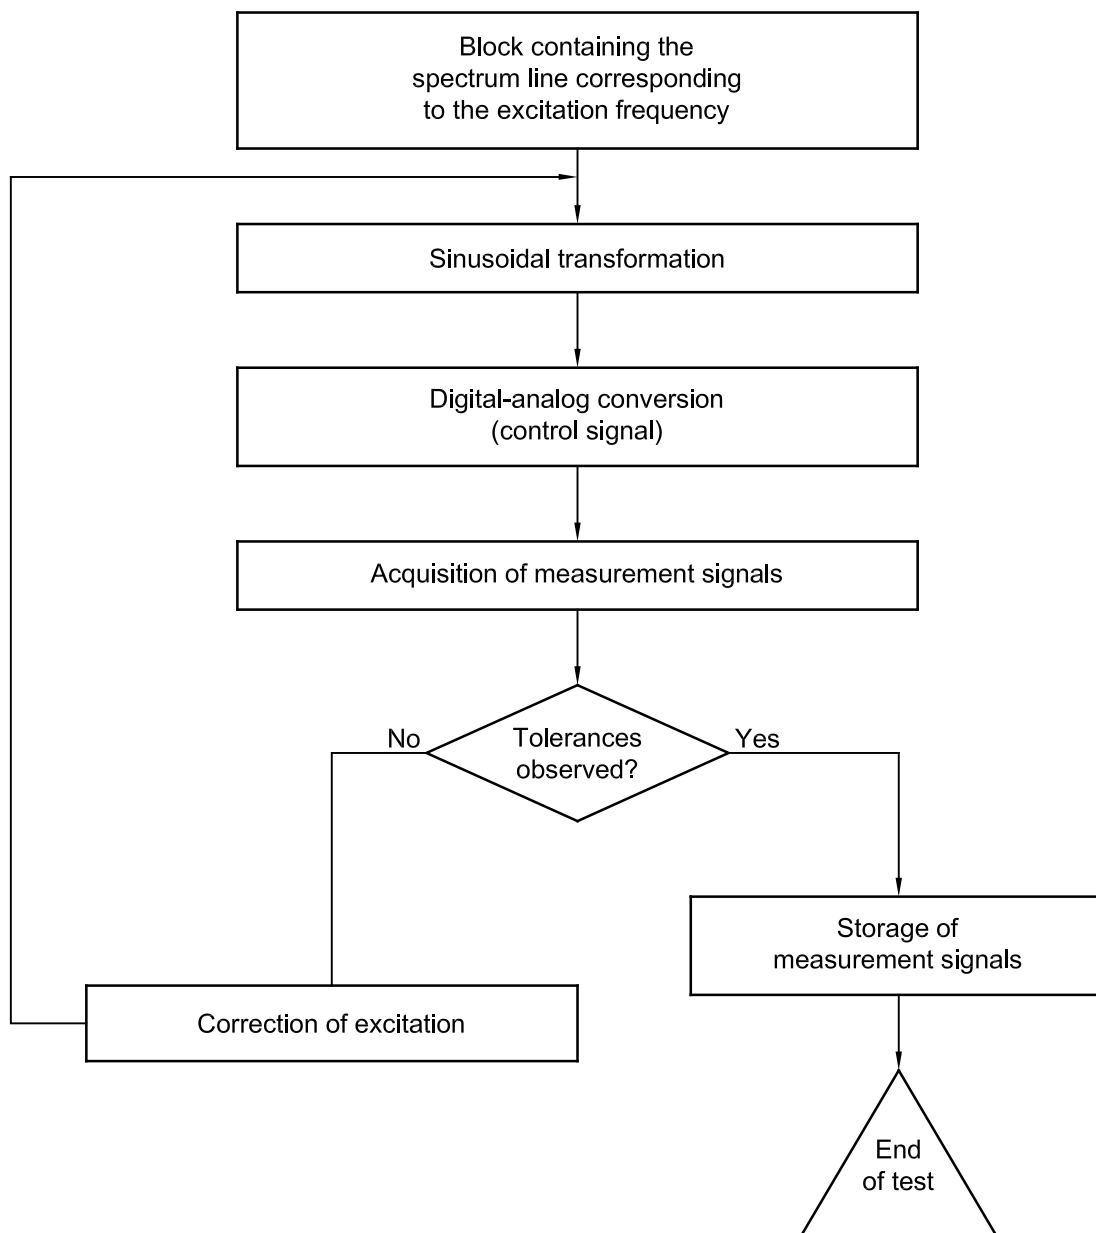 Block containing the
spectrum line corresponding
to the excitation frequency
Sinusoidal transformation
Digital-analog conversion
(control signal)
Acquisition of measurement signals
No
Tolerances
observed?
Yes
Storage of
measurement signals
Correction of excitation
End
of test